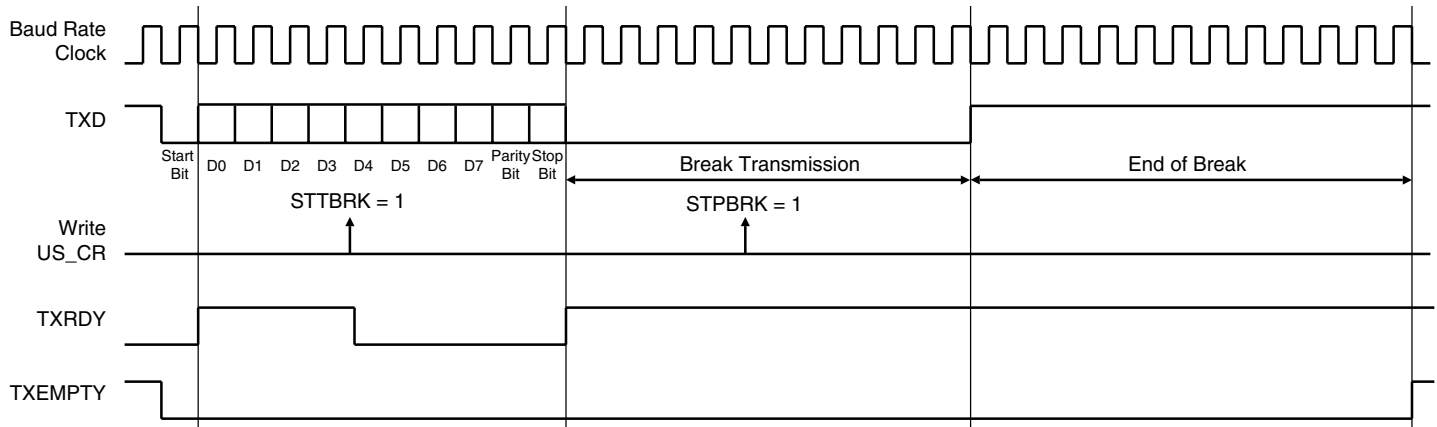 Baud Rate
Clock
TXD
Start
Bit
D0 D1 D2 D3 D4 D5 D6 D7
Parity
Bit
Stop
Bit
Break Transmission
End of Break
STTBRK = 1
STPBRK = 1
Write
US_CR
TXRDY
TXEMPTY